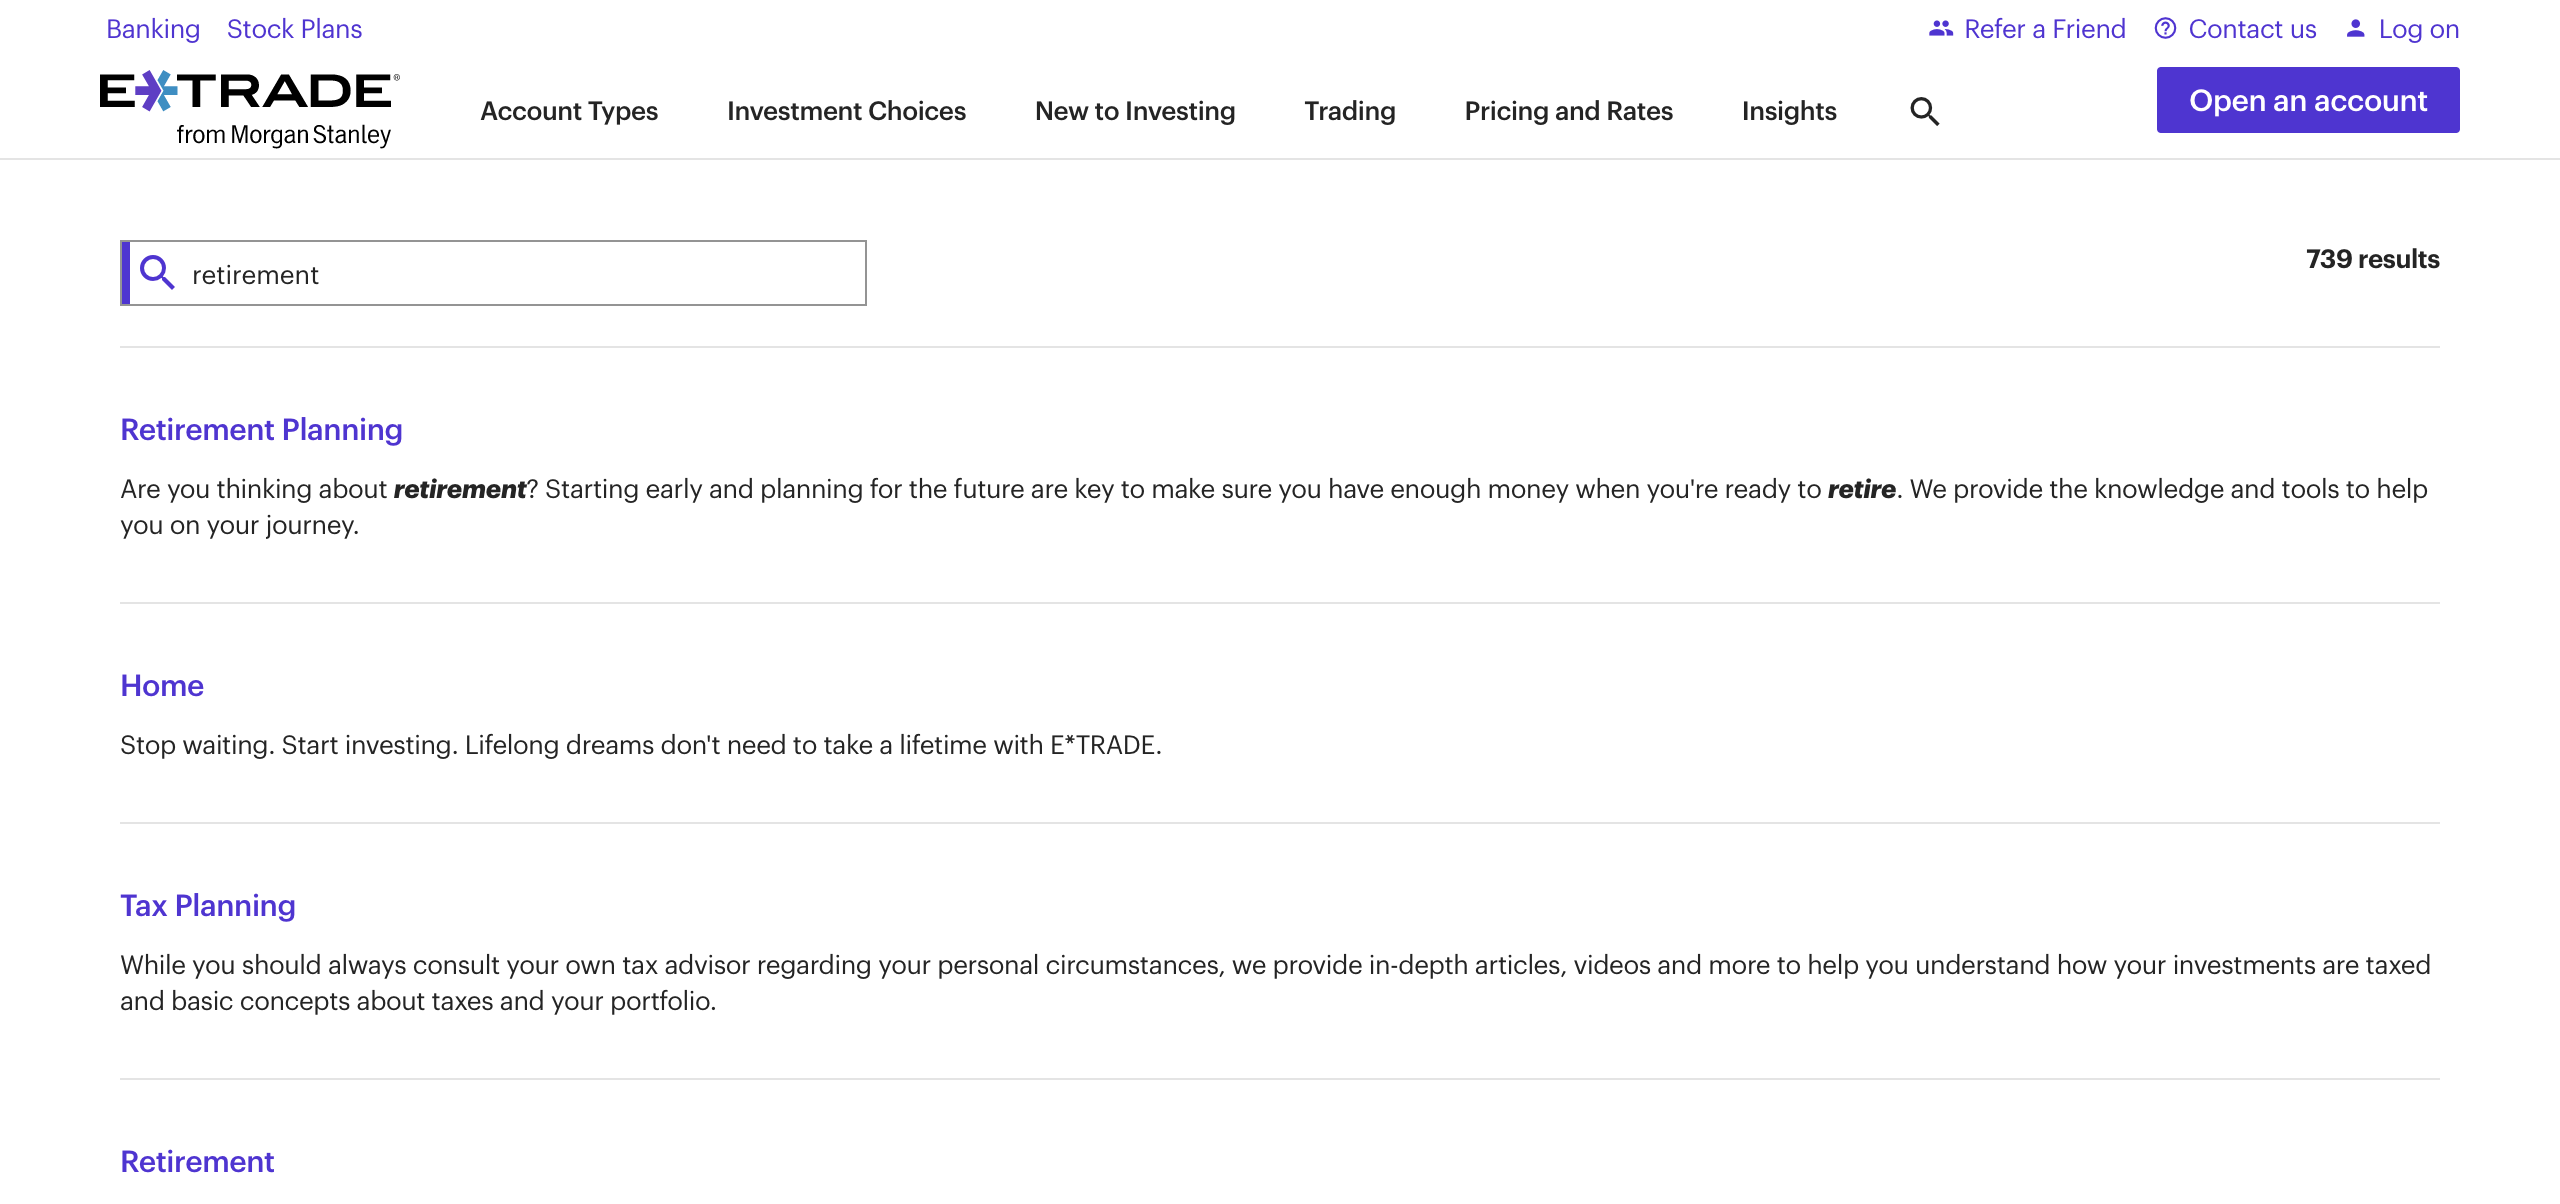 Banking Stock Plans
Refer a Friend Contact us Log on
E*TRADE®
from Morgan Stanley
Account Types Investment Choices New to Investing Trading Pricing and Rates Insights
Open an account
retirement
739 results
Retirement Planning
Are you thinking about retirement? Starting early and planning for the future are key to make sure you have enough money when you're ready to retire. We provide the knowledge and tools to help
you on your journey.
Home
Stop waiting. Start investing. Lifelong dreams don't need to take a lifetime with E*TRADE.
Tax Planning
While you should always consult your own tax advisor regarding your personal circumstances, we provide in-depth articles, videos and more to help you understand how your investments are taxed
and basic concepts about taxes and your portfolio.
Retirement